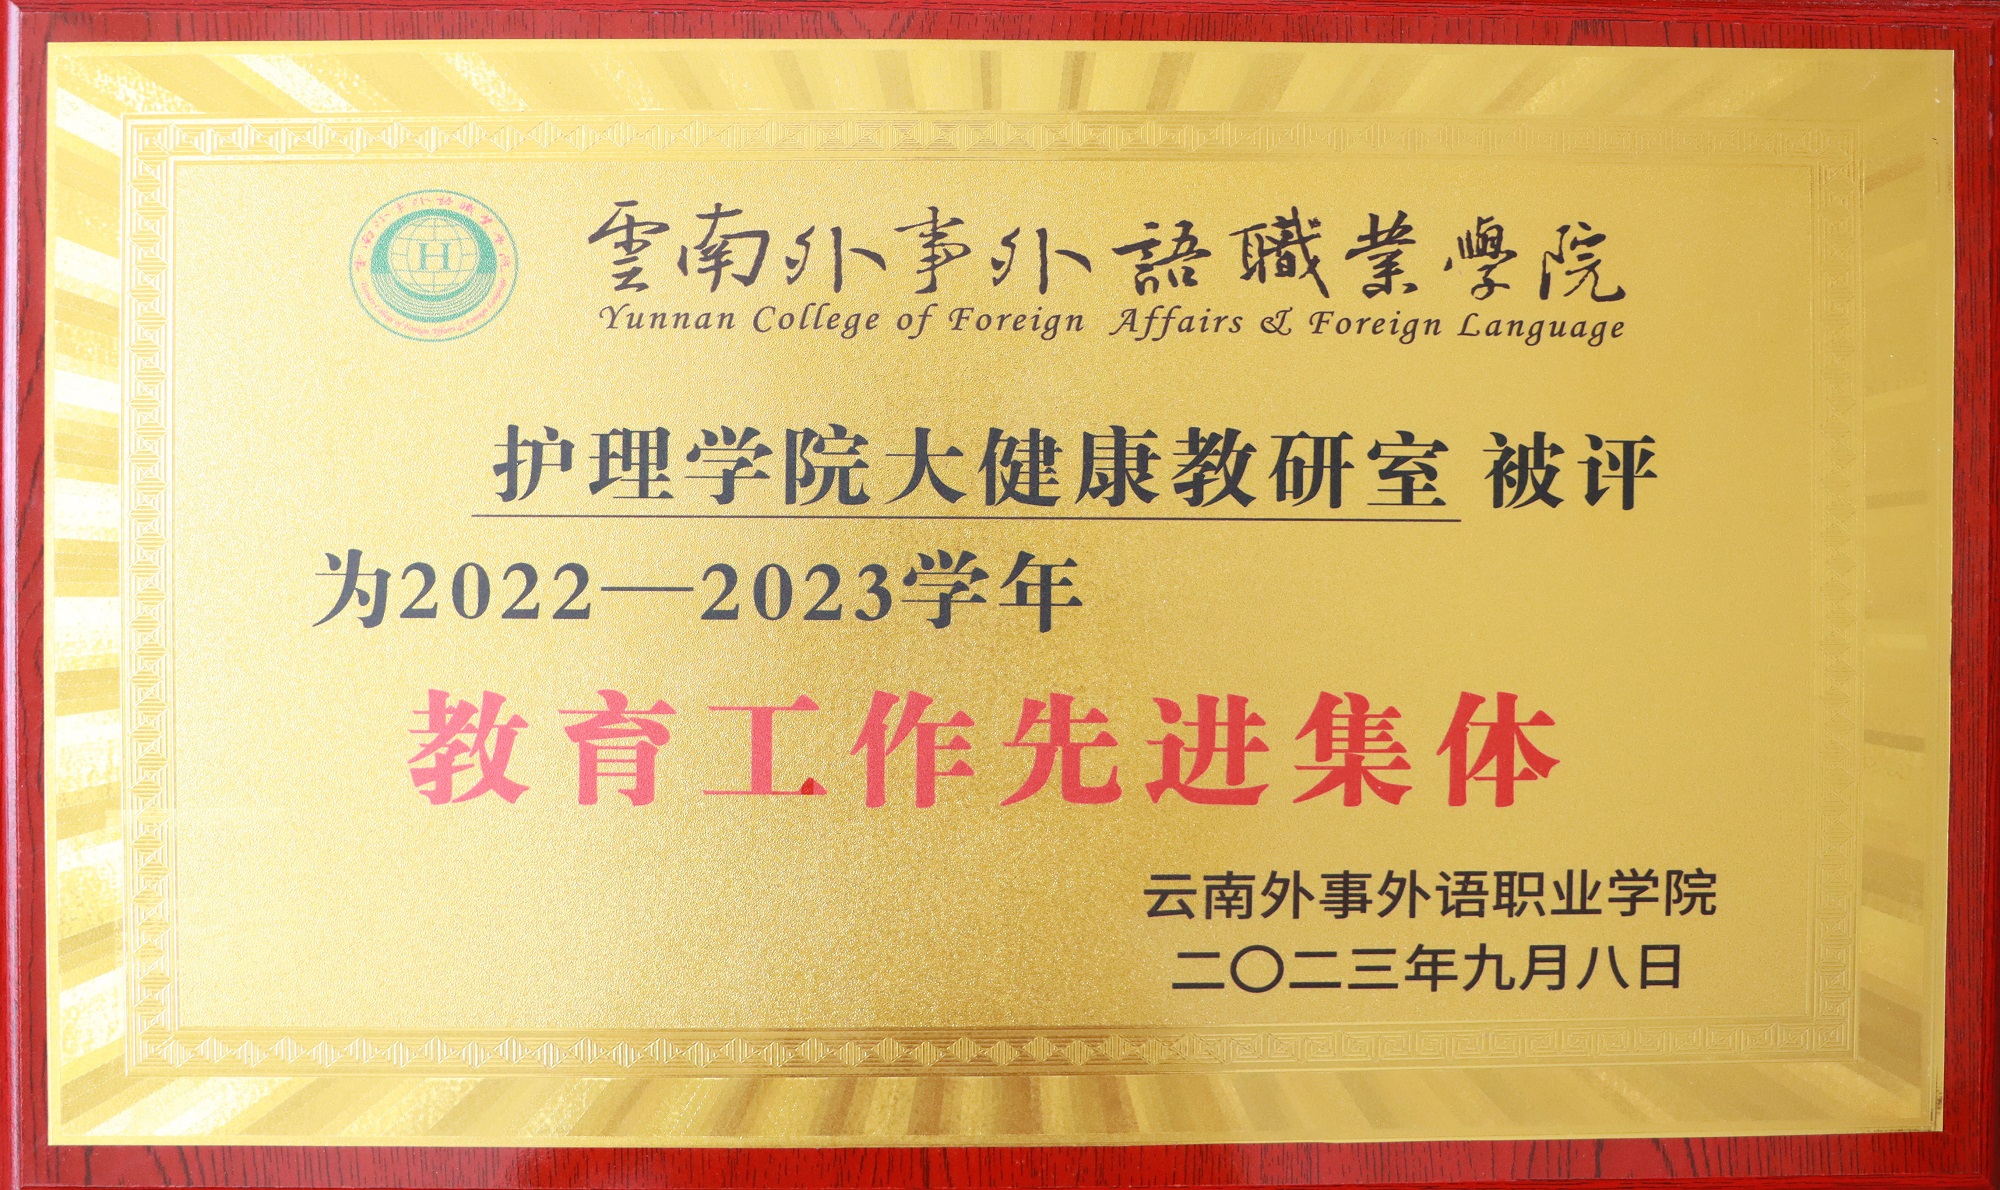 雲南外事外語職業學院
Yunnan College of Foreign Affairs & Foreign Language
护理学院大健康教研室 被评
为2022—2023学年
教育工作先进集体
云南外事外语职业学院
二〇二三年九月八日